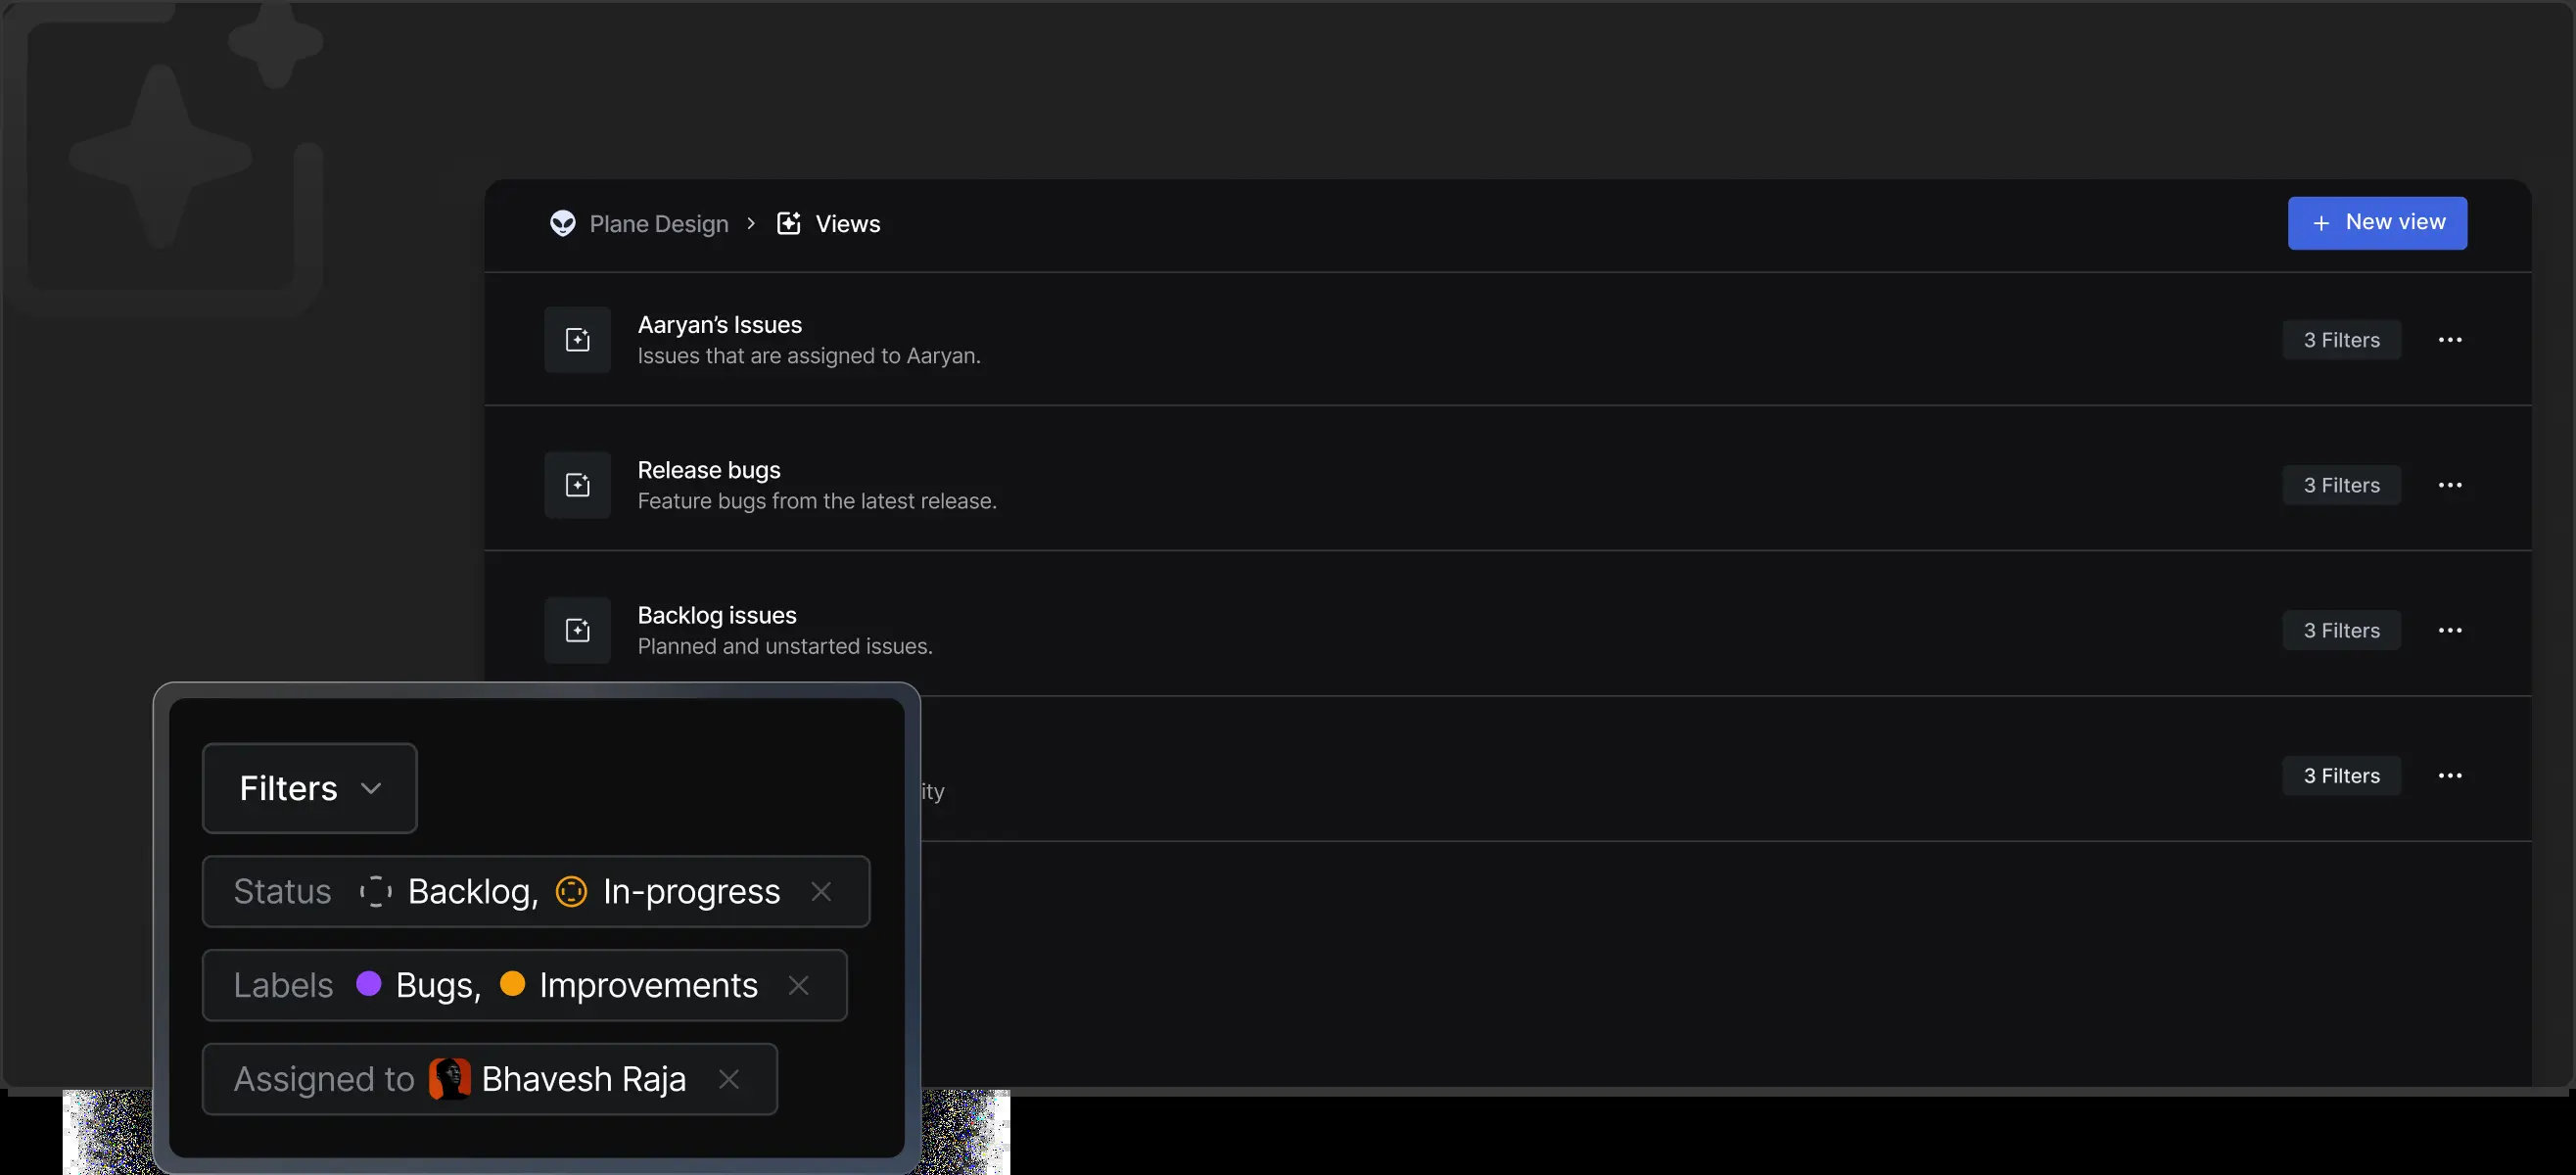 Plane Design > Views
+ New view
Aaryan’s Issues
Issues that are assigned to Aaryan.
3 Filters
Release bugs
Feature bugs from the latest release.
3 Filters
Backlog issues
Planned and unstarted issues.
3 Filters
3 Filters
Filters
Status Backlog, In-progress
Labels Bugs, Improvements
Assigned to Bhavesh Raja